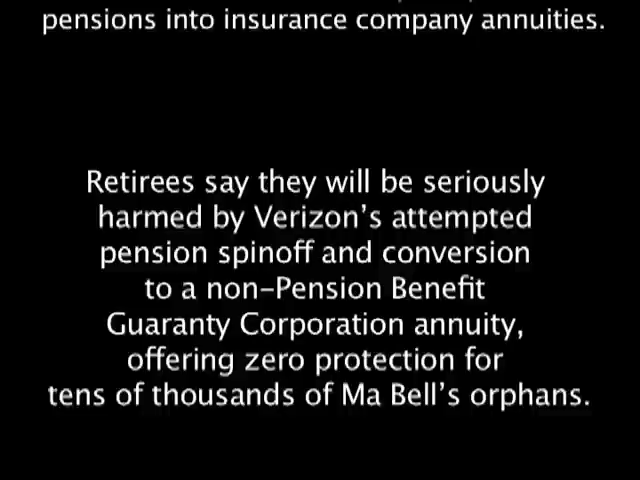 pensions into insurance company annuities.
Retirees say they will be seriously
harmed by Verizon’s attempted
pension spinoff and conversion
to a non-Pension Benefit
Guaranty Corporation annuity,
offering zero protection for
tens of thousands of Ma Bell’s orphans.